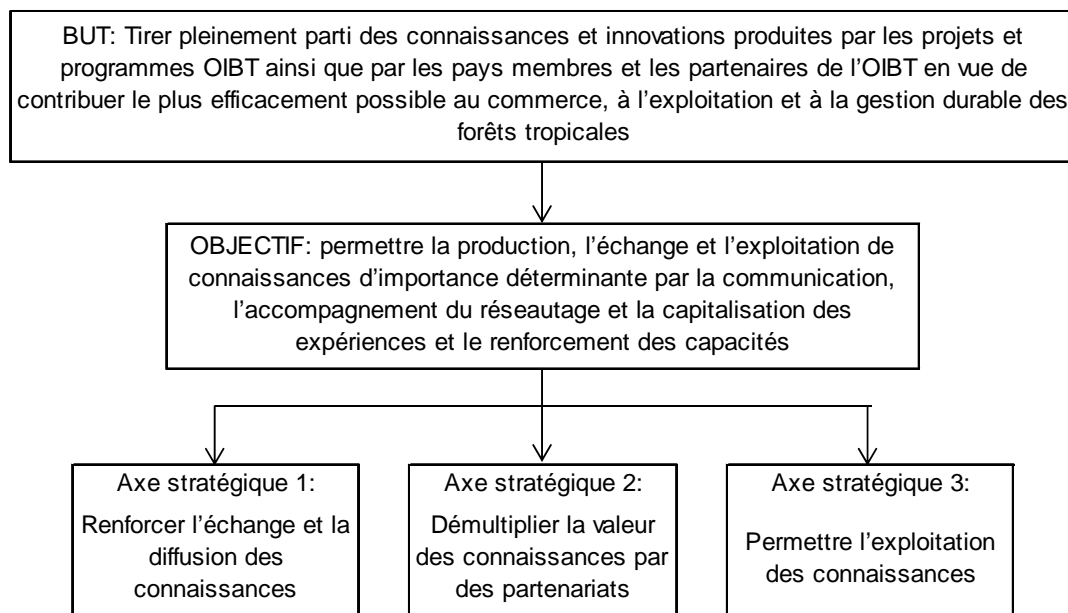 BUT: Tirer pleinement parti des connaissances et innovations produites par les projets et
programmes OIBT ainsi que par les pays membres et les partenaires de l'OIBT en vue de
contribuer le plus efficacement possible au commerce, à l'exploitation et à la gestion durable des
forêts tropicales
OBJECTIF: permettre la production, l'échange et l'exploitation de
connaissances d'importance déterminante par la communication,
l'accompagnement du réseautage et la capitalisation des
expériences et le renforcement des capacités
Axe stratégique 1:
Renforcer l'échange et la
diffusion des
connaissances
Axe stratégique 2:
Démultiplier la valeur
des connaissances par
des partenariats
Axe stratégique 3:
Permettre l'exploitation
des connaissances